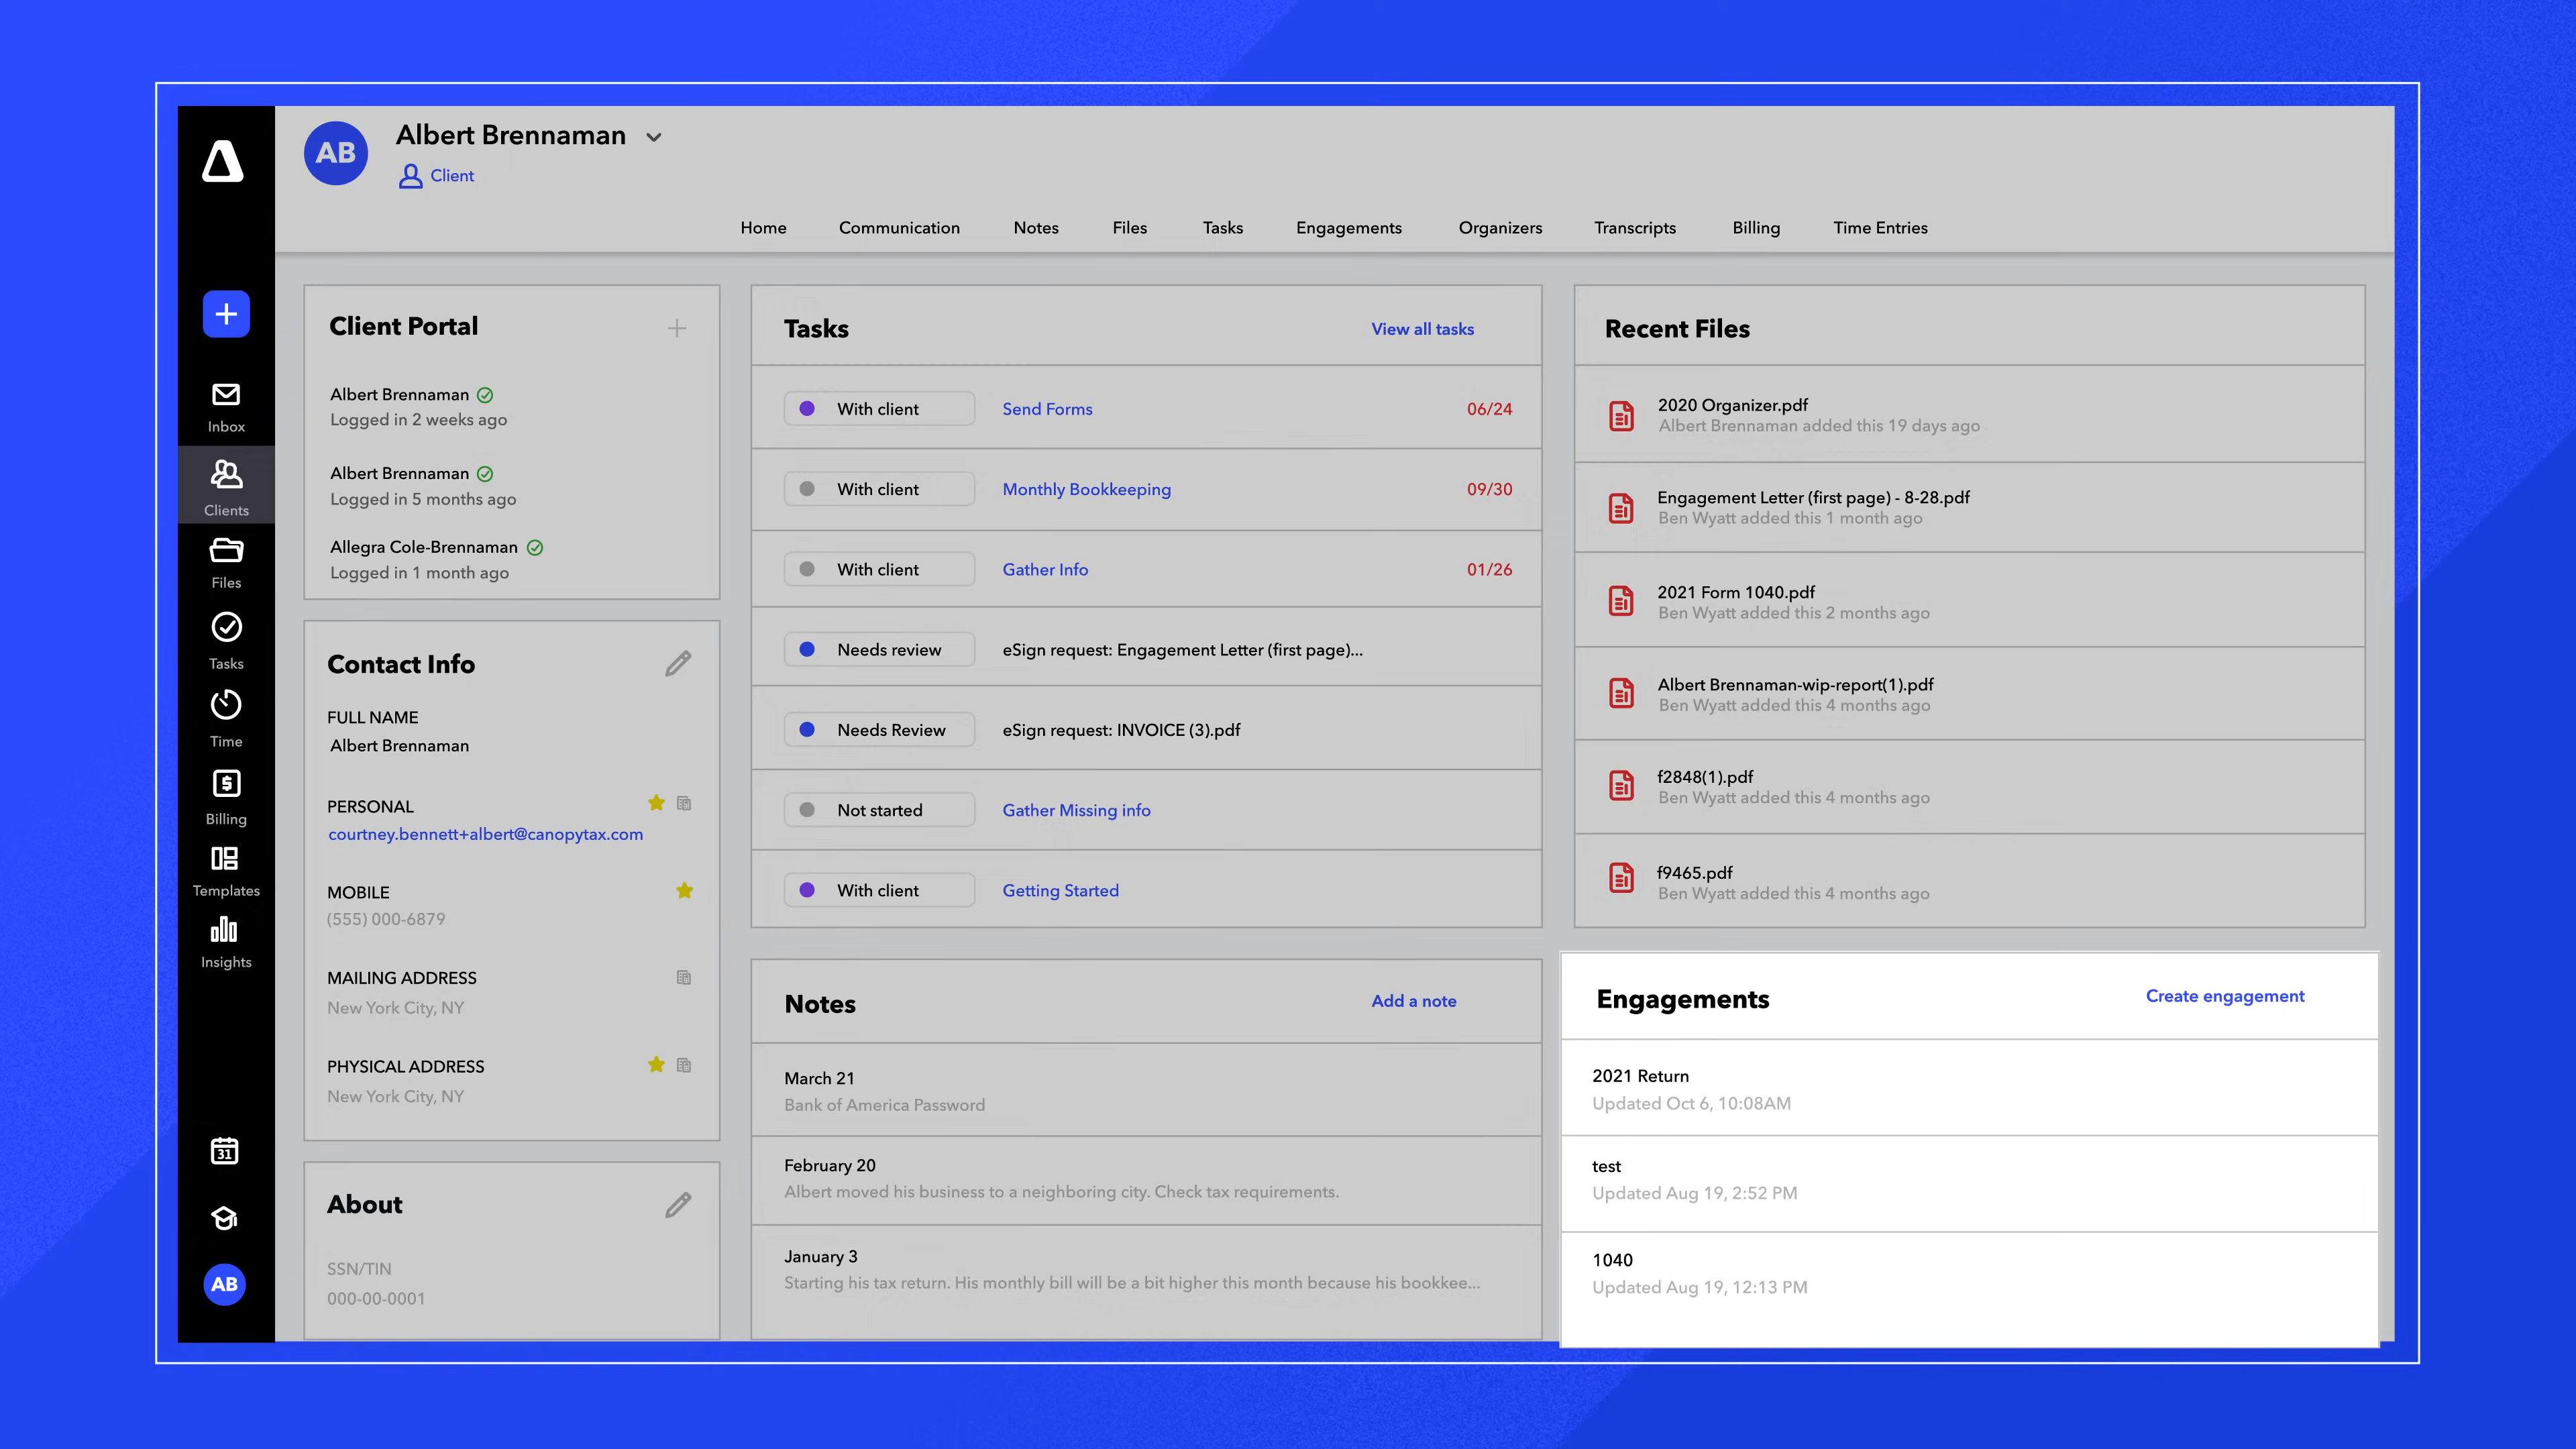 AB
Albert Brennaman
Client
Home Communication Notes Files Tasks Engagements Organizers Transcripts Billing Time Entries
Inbox
Clients
Files
Tasks
Time
Billing
Templates
Insights
31
AB
Client Portal
Albert Brennaman
Logged in 2 weeks ago
Albert Brennaman
Logged in 5 months ago
Allegra Cole-Brennaman
Logged in 1 month ago
Contact Info
FULL NAME
Albert Brennaman
PERSONAL
courtney.bennett+albert@canopytax.com
MOBILE
(555) 000-6879
MAILING ADDRESS
New York City, NY
PHYSICAL ADDRESS
New York City, NY
About
SSN/TIN
000-00-0001
Tasks View all tasks
With client Send Forms 06/24
With client Monthly Bookkeeping 09/30
With client Gather Info 01/26
Needs review eSign request: Engagement Letter (first page)...
Needs Review eSign request: INVOICE (3).pdf
Not started Gather Missing info
With client Getting Started
Notes Add a note
March 21
Bank of America Password
February 20
Albert moved his business to a neighboring city. Check tax requirements.
January 3
Starting his tax return. His monthly bill will be a bit higher this month because his bookkee...
Recent Files
2020 Organizer.pdf
Albert Brennaman added this 19 days ago
Engagement Letter (first page) - 8-28.pdf
Ben Wyatt added this 1 month ago
2021 Form 1040.pdf
Ben Wyatt added this 2 months ago
Albert Brennaman-wip-report(1).pdf
Ben Wyatt added this 4 months ago
f2848(1).pdf
Ben Wyatt added this 4 months ago
f9465.pdf
Ben Wyatt added this 4 months ago
Engagements Create engagement
2021 Return
Updated Oct 6, 10:08AM
test
Updated Aug 19, 2:52 PM
1040
Updated Aug 19, 12:13 PM